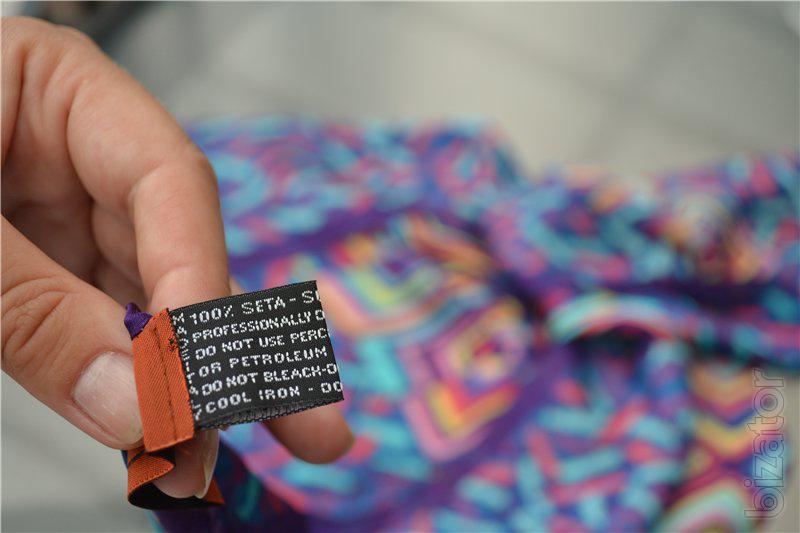 100% SETA - S
PROFESSIONALLY D
DO NOT USE PERC
OR PETROLEUM
DO NOT BLEACH-D
COOL IRON - DO
bizator